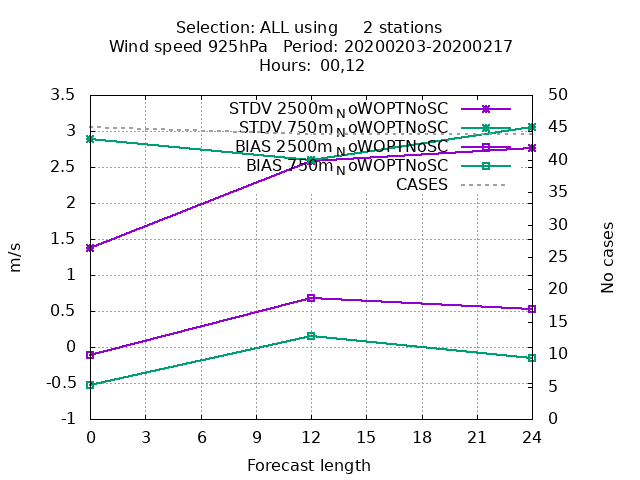 Selection: ALL using     2 stations
Wind speed 925hPa   Period: 20200203-20200217
Hours: 00,12
STDV 2500m_NoWOPTNoSC
STDV 750m_NoWOPTNoSC
BIAS 2500m_NoWOPTNoSC
BIAS 750m_NoWOPTNoSC
CASES
3.5
3
2.5
2
1.5
1
0.5
0
-0.5
-1
m/s
50
45
40
35
30
25
20
15
10
5
0
No cases
0 3 6 9 12 15 18 21 24
Forecast length